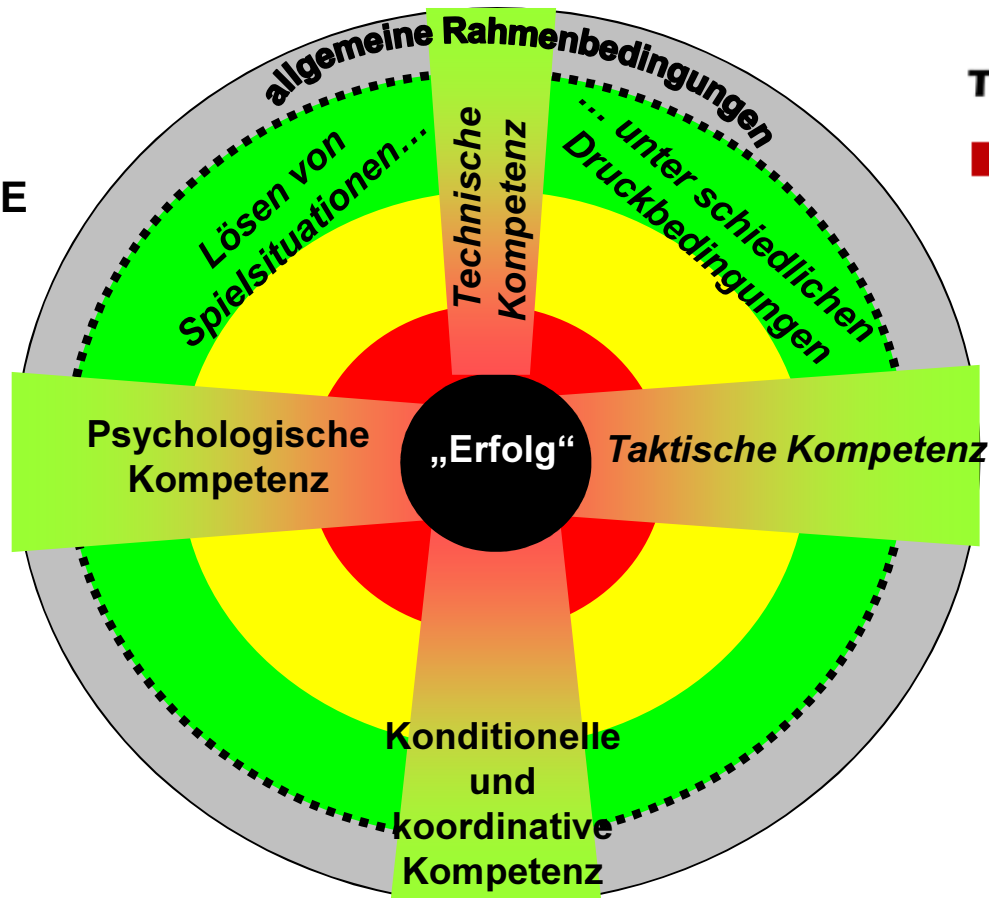 allgemeine Rahmenbedingungen
T
E
Lösen von
Spielsituationen…
… unter schiedlichen
Druckbedingungen
Technische
Kompetenz
Psychologische
Kompetenz
„Erfolg“
Taktische Kompetenz
Konditionelle
und
koordinative
Kompetenz